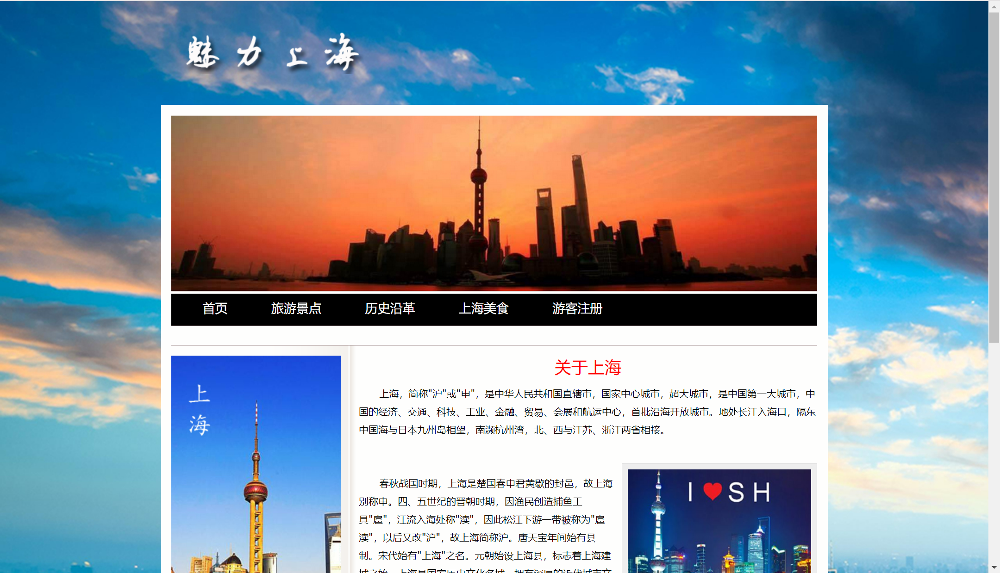 魅力上海
首页 旅游景点 历史沿革 上海美食 游客注册
上
海
关于上海
上海，简称"沪"或"申"，是中华人民共和国直辖市，国家中心城市，超大城市，是中国第一大城市，中
国的经济、交通、科技、工业、金融、贸易、会展和航运中心，首批沿海开放城市。地处长江入海口，隔东
中国海与日本九州岛相望，南濒杭州湾，北、西与江苏、浙江两省相接。
春秋战国时期，上海是楚国春申君黄歇的封邑，故上海
别称申。四、五世纪的晋朝时期，因渔民创造捕鱼工
具"扈"，江流入海处称"渎"，因此松江下游一带被称为"扈
渎"，以后又改"沪"，故上海简称沪。唐天宝年间始有县
制。宋代始有"上海"之名。元朝始设上海县，标志着上海建
城之始。上海是国家历史文化名城，拥有深厚的近代城市文
I ♥ S H